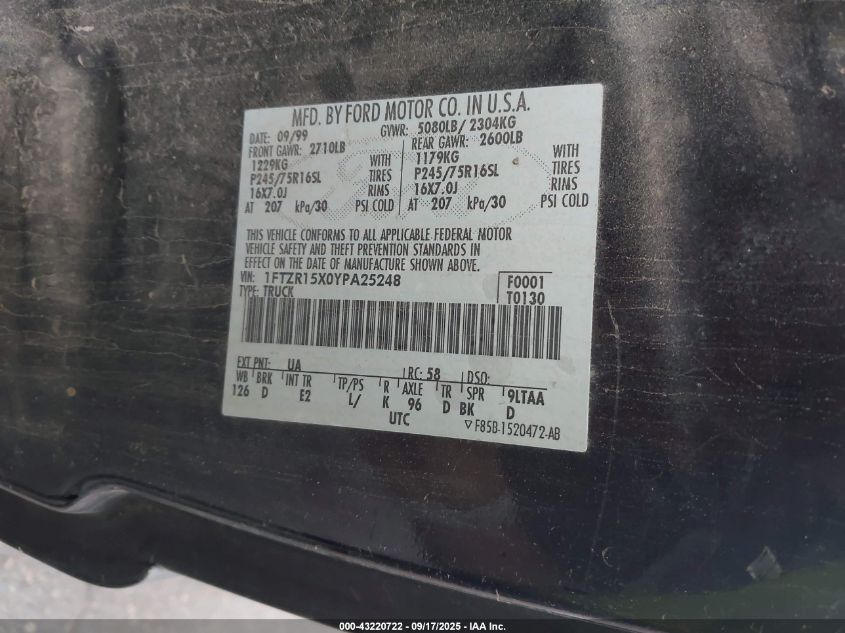 MFD. BY FORD MOTOR CO. IN U.S.A.
DATE: 09/99 GVWR: 5080LB/ 2304KG
FRONT GAWR: 2710LB REAR GAWR: 2600LB
1229KG WITH 1179KG WITH
P245/75R16SL TIRES P245/75R16SL TIRES
16X7.0J RIMS 16X7.0J RIMS
AT 207 kPa/30 PSI COLD AT 207 kPa/30 PSI COLD
THIS VEHICLE CONFORMS TO ALL APPLICABLE FEDERAL MOTOR
VEHICLE SAFETY AND THEFT PREVENTION STANDARDS IN
EFFECT ON THE DATE OF MANUFACTURE SHOWN ABOVE.
VIN: 1FTZR15X0YPA25248 F0001
TYPE: TRUCK T0130
EXT PNT: UA RC: 58 DSO:
WB BRK INT TR TP/PS R AXLE TR SPR 9LTAA
126 D E2 L/ K 96 D BK D
UTC ▽F85B-1520472-AB
000-43220722 - 09/17/2025 - IAA Inc.